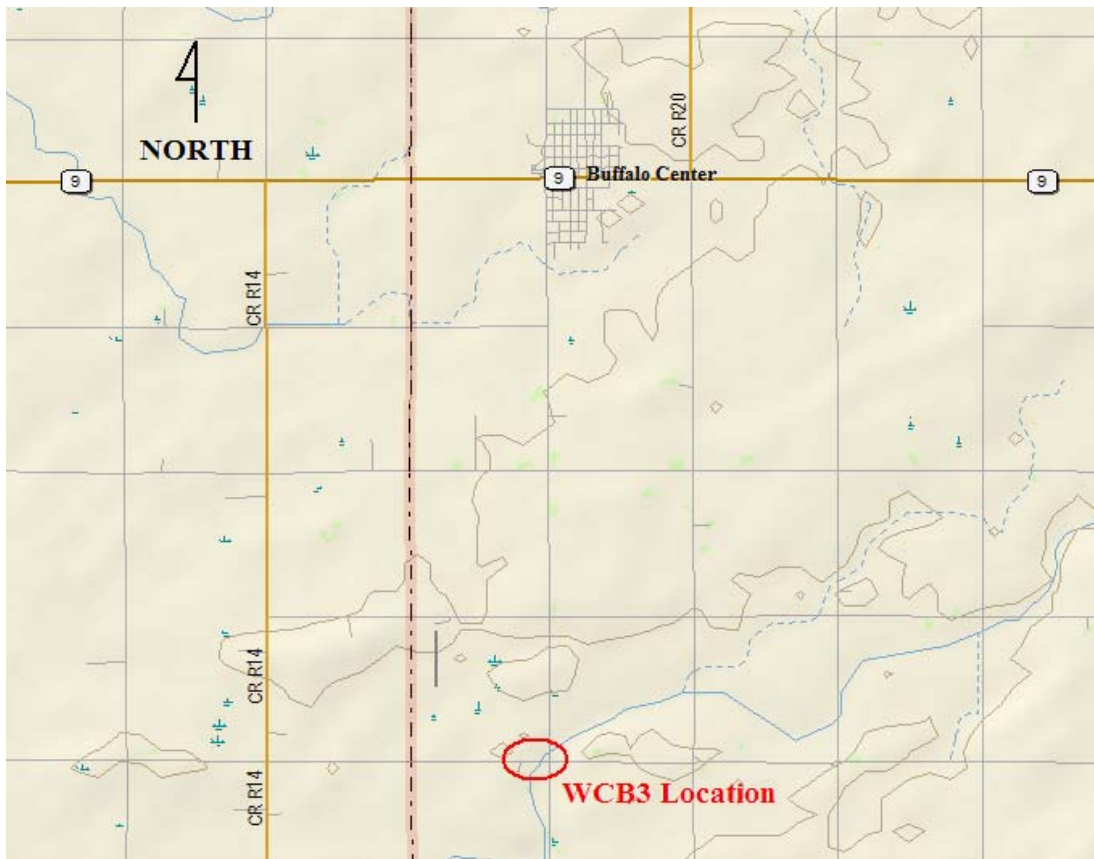 CR R20
NORTH
9
9
Buffalo Center
9
CR R14
CR R14
WCB3 Location
CR R14